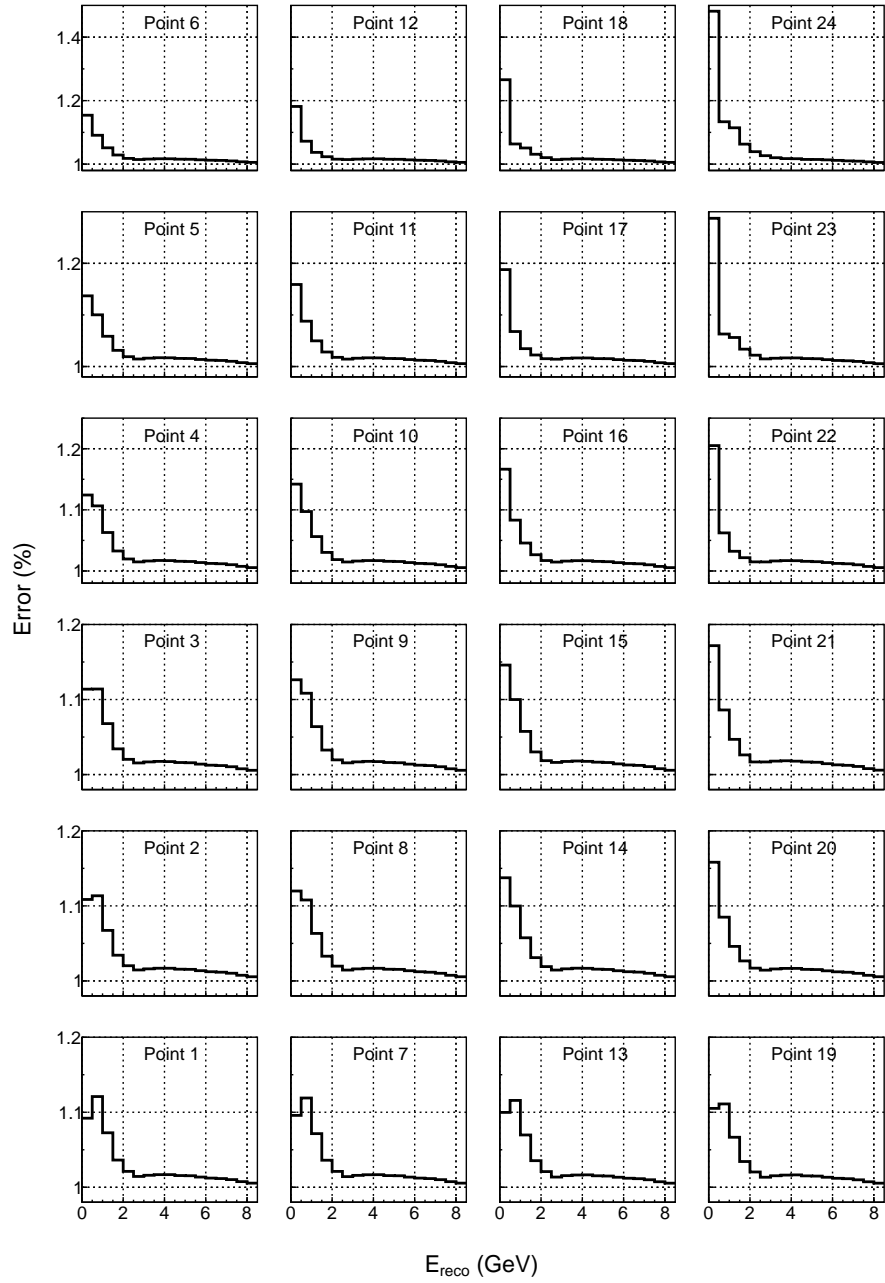 Point 6 Point 12 Point 18 Point 24
1.4
1.2
1
Point 5 Point 11 Point 17 Point 23
1.2
1
Point 4 Point 10 Point 16 Point 22
1.2
1.1
1
Error (%)
1.2
Point 3 Point 9 Point 15 Point 21
1.1
1
1.2
Point 2 Point 8 Point 14 Point 20
1.1
1
1.2
Point 1 Point 7 Point 13 Point 19
1.1
1
0 2 4 6 8 0 2 4 6 8 0 2 4 6 8 0 2 4 6 8
E_reco (GeV)